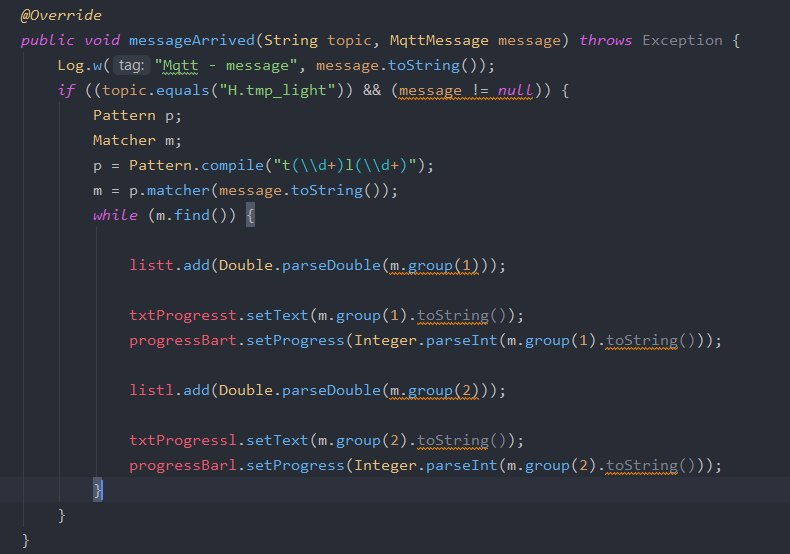 @Override
public void messageArrived(String topic, MqttMessage message) throws Exception {
Log.w( tag: "Mqtt - message", message.toString());
if ((topic.equals("H.tmp_light")) && (message != null)) {
Pattern p;
Matcher m;
p = Pattern.compile("t(\\d+)l(\\d+)");
m = p.matcher(message.toString());
while (m.find()) {
listt.add(Double.parseDouble(m.group(1)));
txtProgresst.setText(m.group(1).toString());
progressBart.setProgress(Integer.parseInt(m.group(1).toString()));
listl.add(Double.parseDouble(m.group(2)));
txtProgressl.setText(m.group(2).toString());
progressBarl.setProgress(Integer.parseInt(m.group(2).toString()));
}
}
}